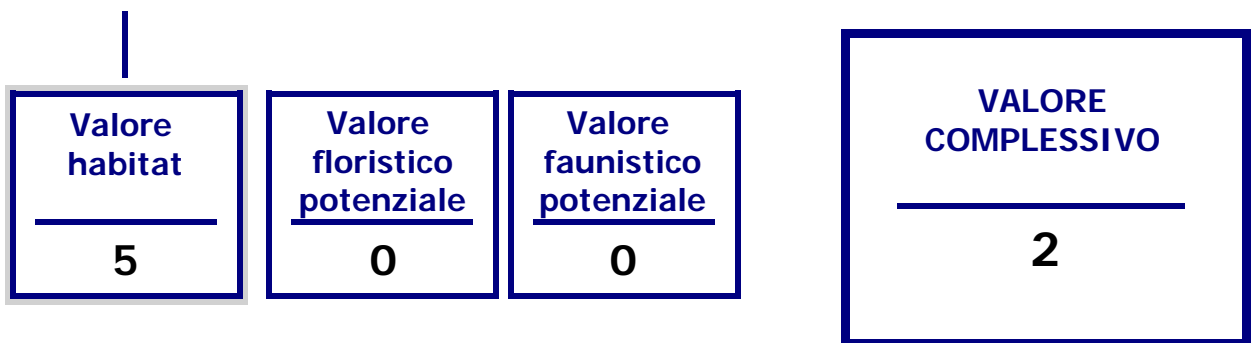 Valore
habitat
5
Valore
floristico
potenziale
0
Valore
faunistico
potenziale
0
VALORE
COMPLESSIVO
2